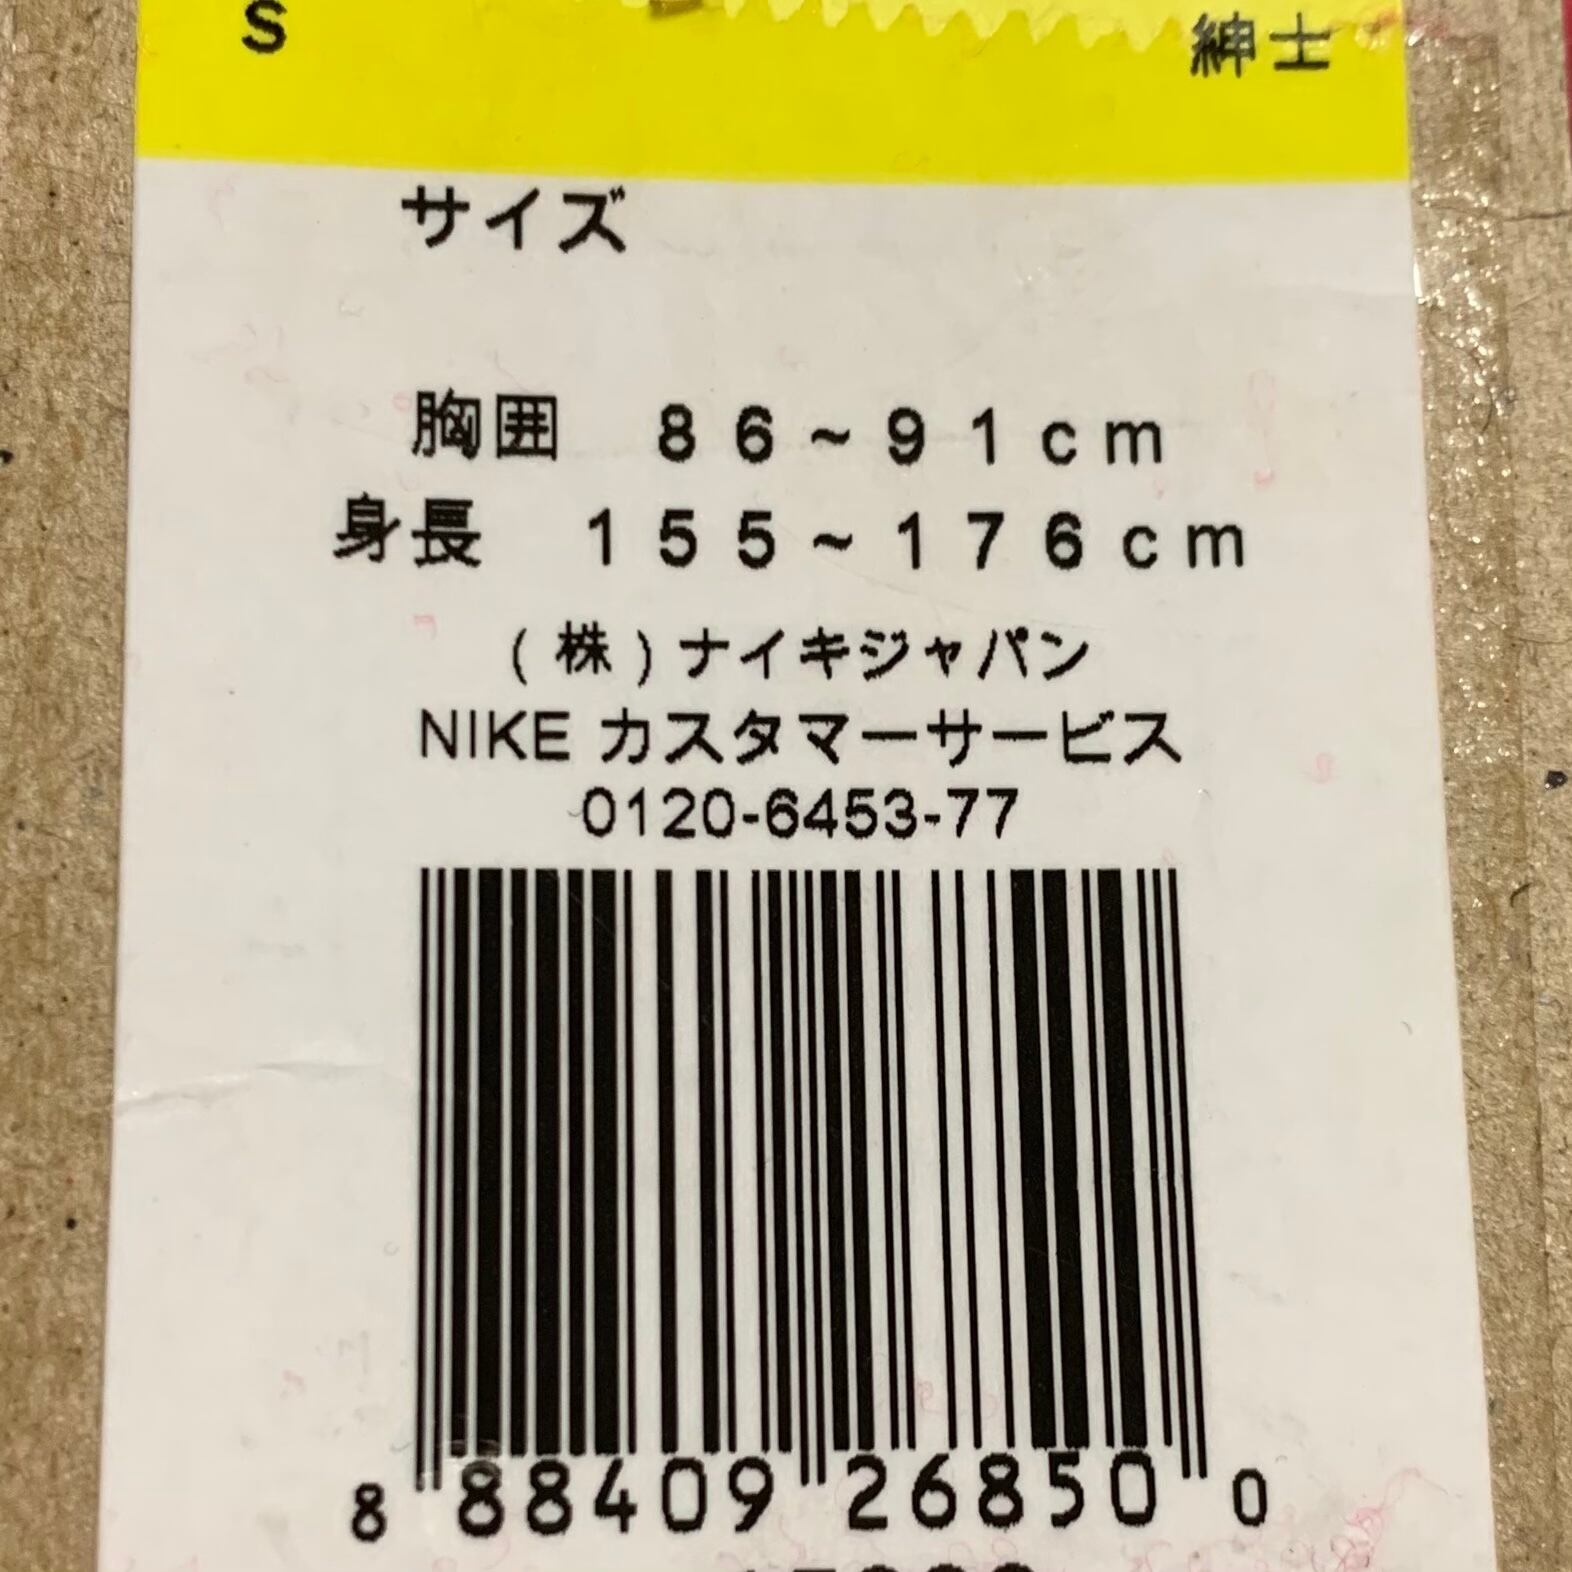 S 紳士
サイズ
胸囲 86~91cm
身長 155~176cm
(株)ナイキジャパン
NIKE カスタマーサービス
0120-6453-77
8 88409 26850 0